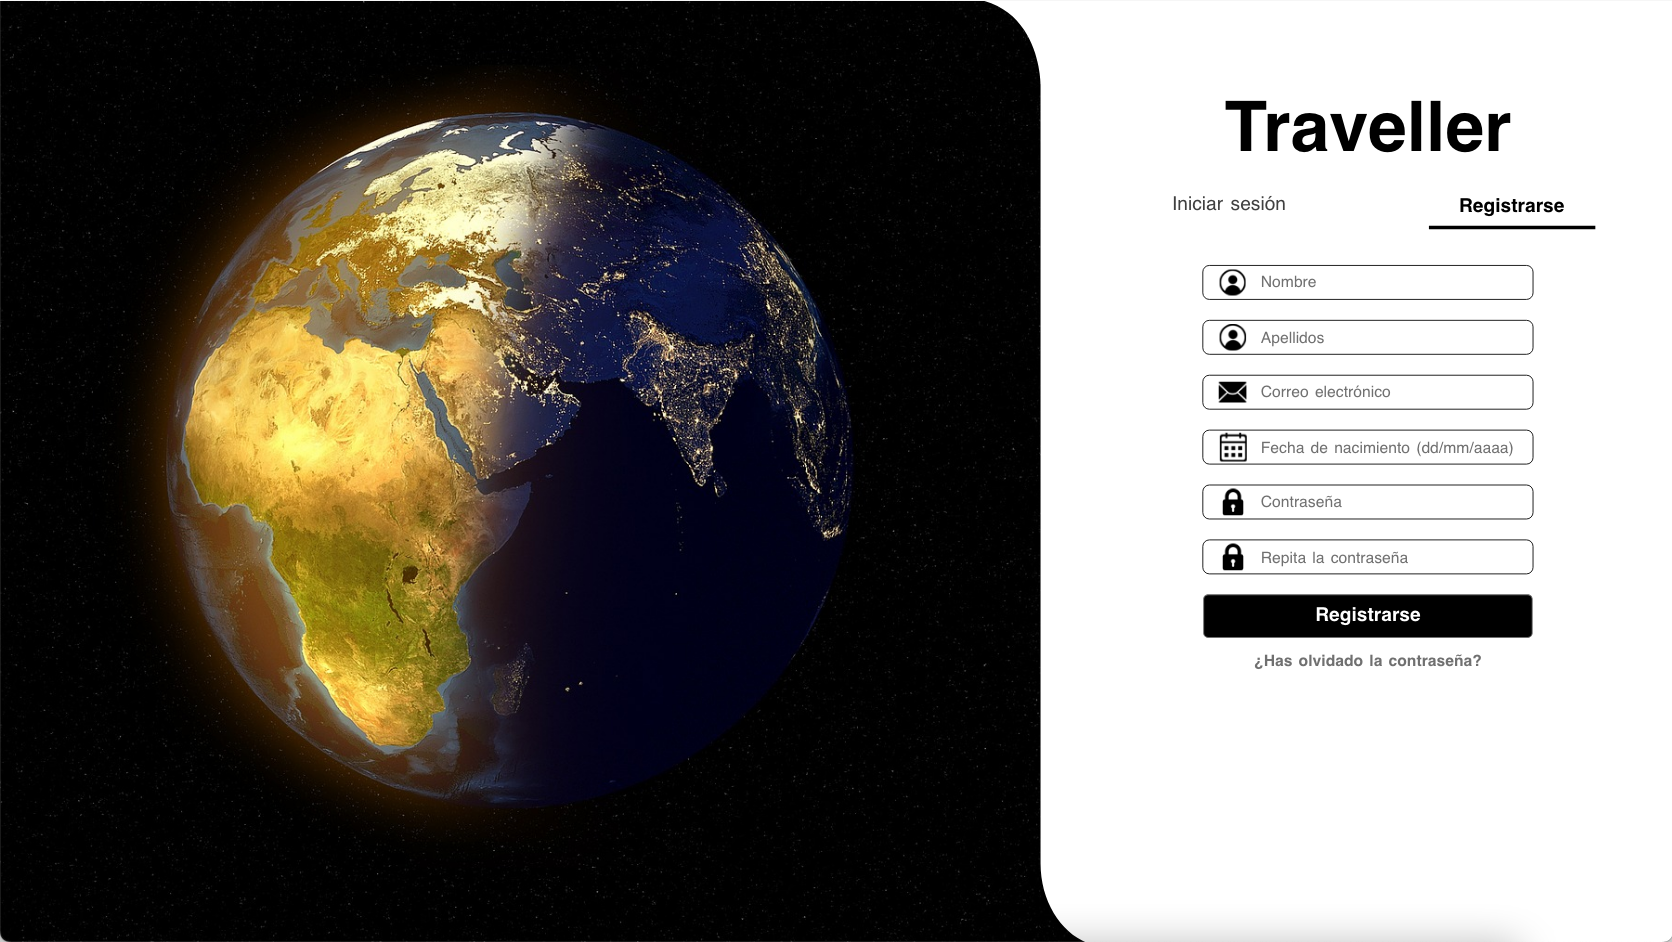 Traveller
Iniciar sesión
Registrarse
Nombre
Apellidos
Correo electrónico
Fecha de nacimiento (dd/mm/aaaa)
Contraseña
Repita la contraseña
Registrarse
¿Has olvidado la contraseña?